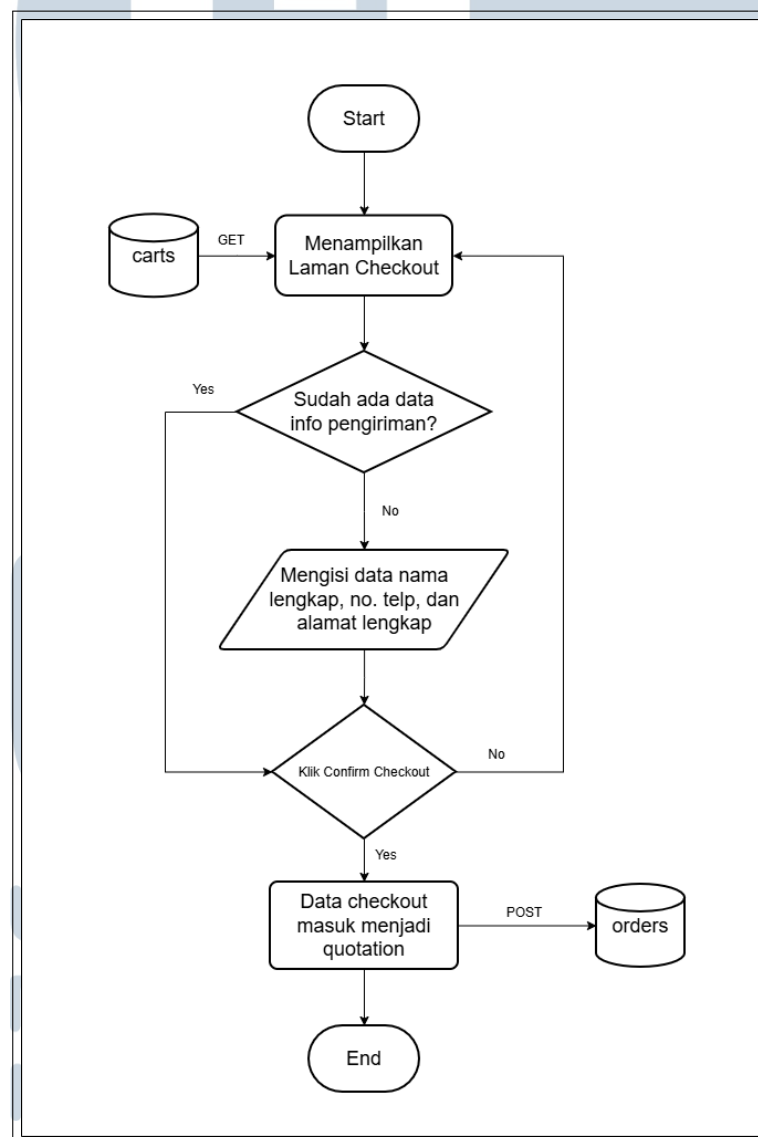 Start
carts
GET
Menampilkan
Laman Checkout
Yes
Sudah ada data
info pengiriman?
No
Mengisi data nama
lengkap, no. telp, dan
alamat lengkap
Klik Confirm Checkout
No
Yes
Data checkout
masuk menjadi
quotation
POST
orders
End